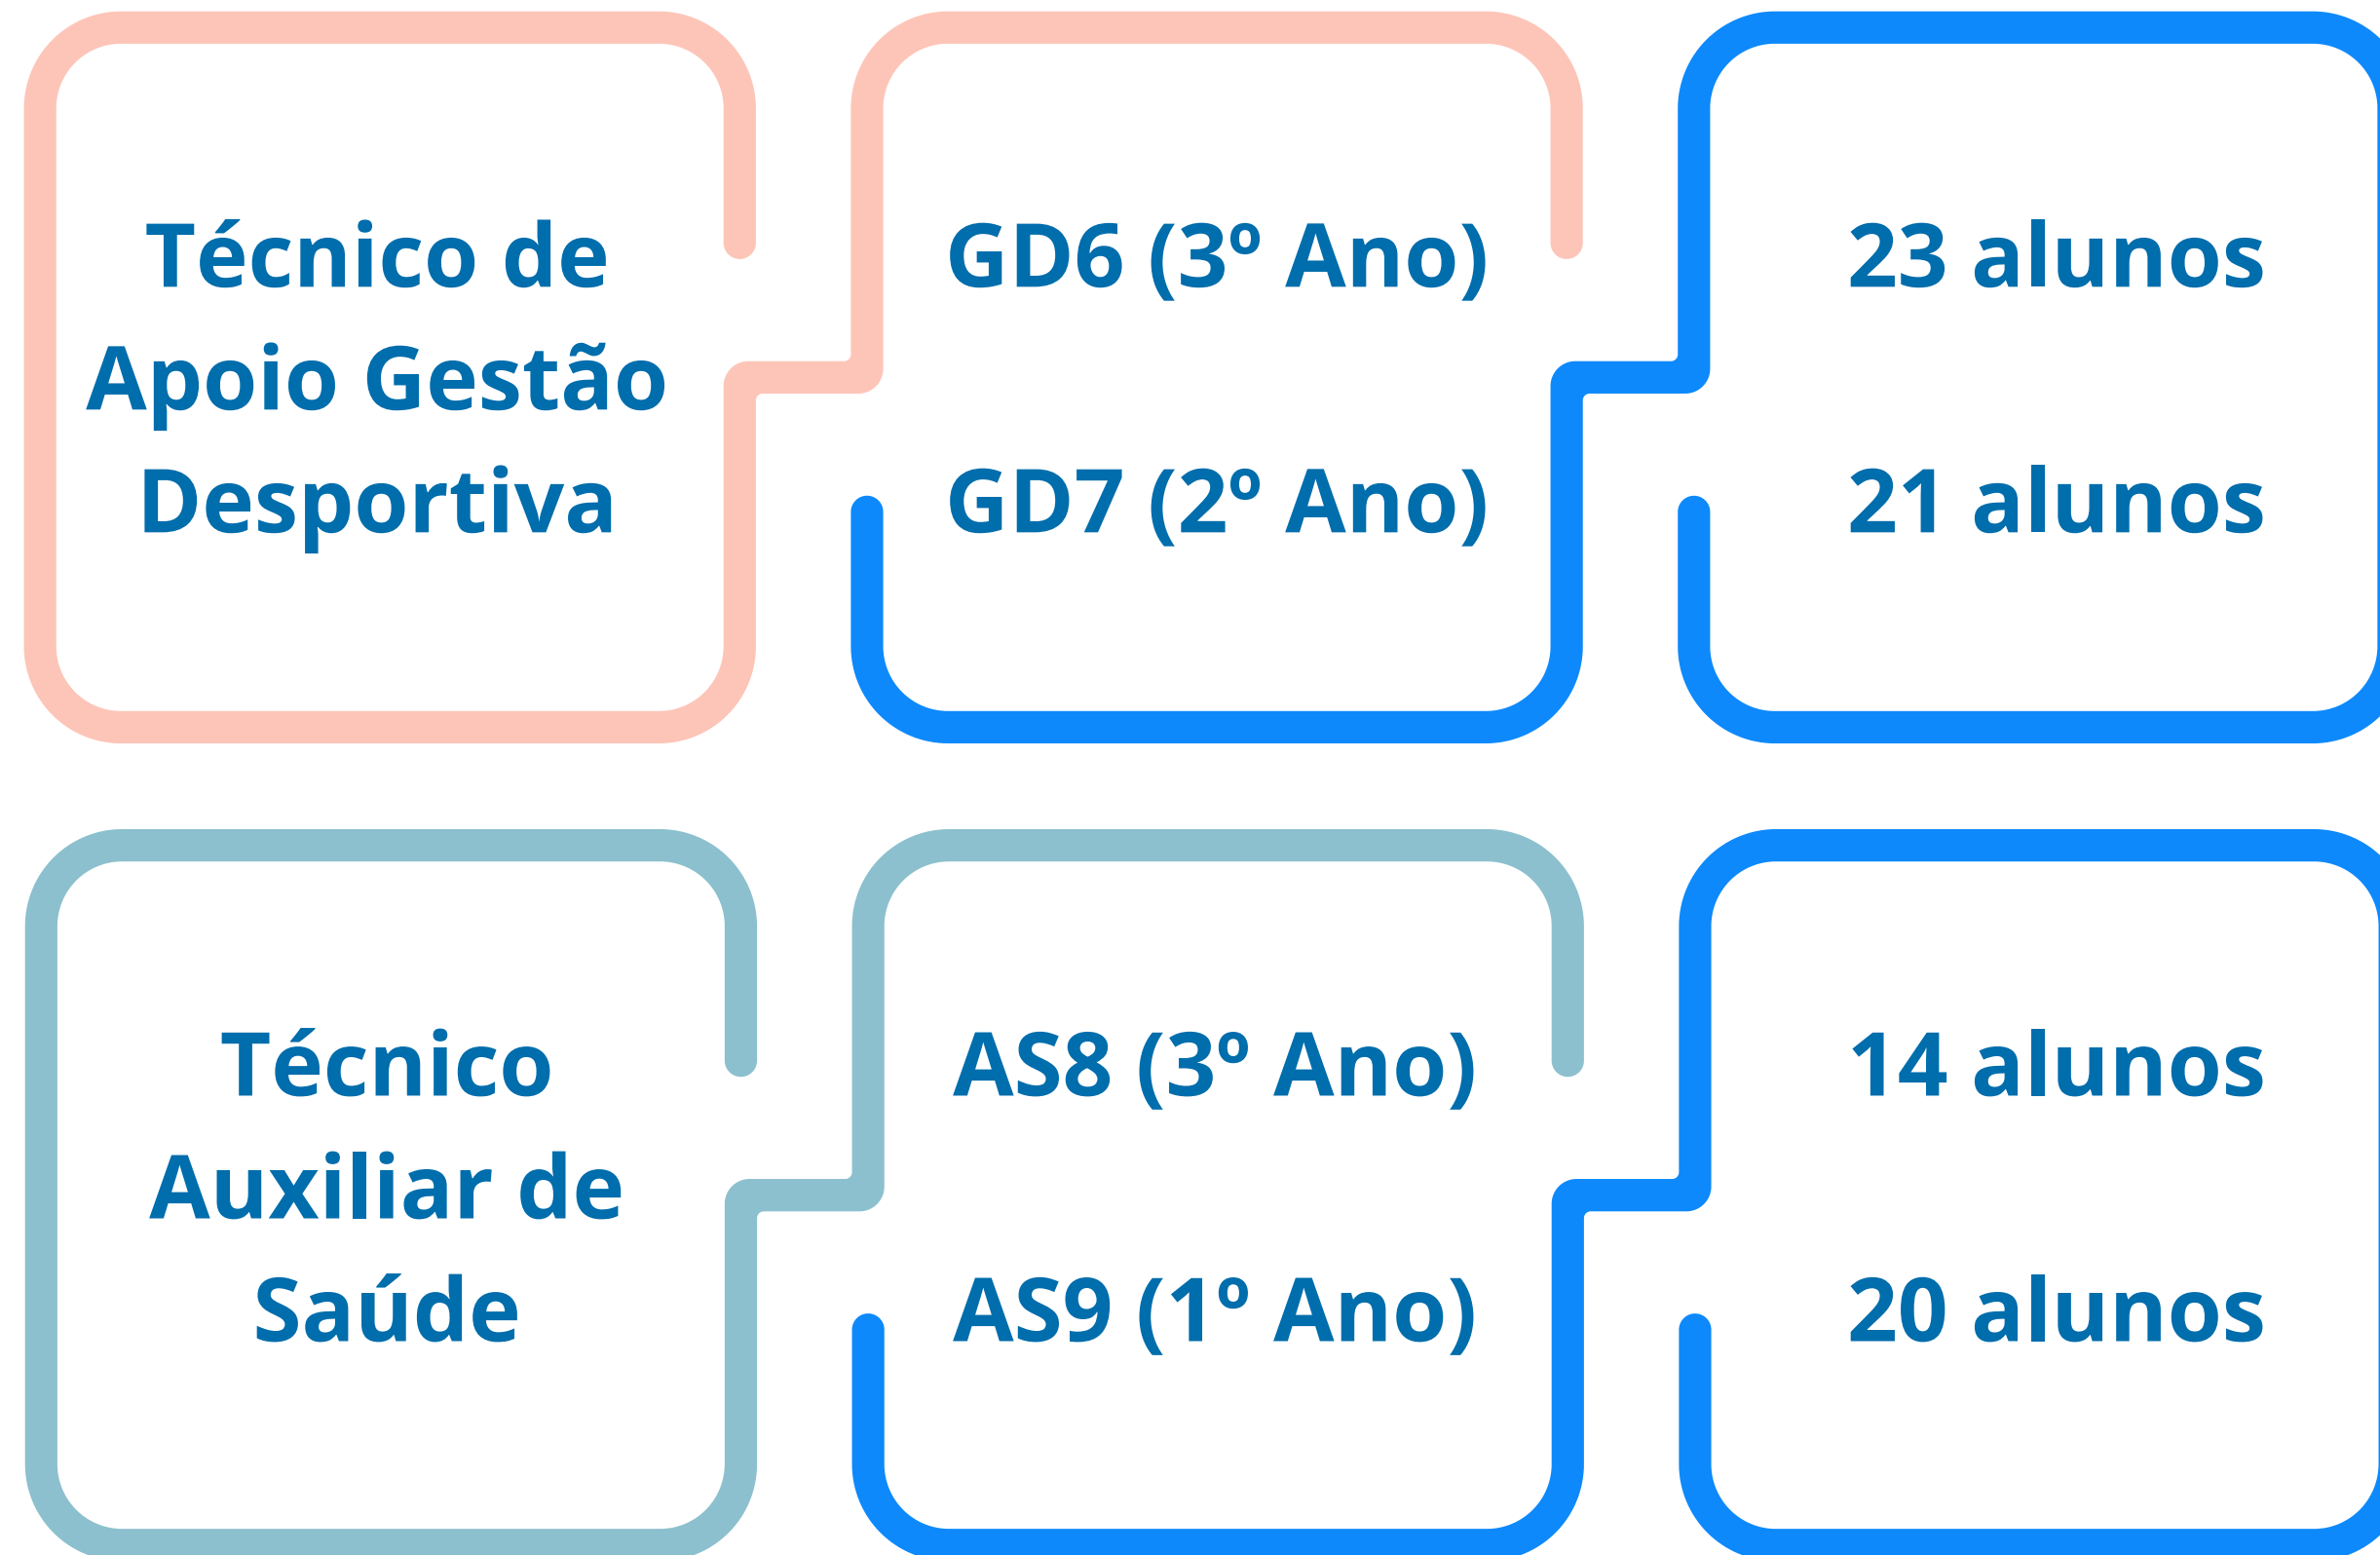 Técnico de
Apoio Gestão
Desportiva
GD6 (3º Ano)
GD7 (2º Ano)
23 alunos
21 alunos
Técnico
Auxiliar de
Saúde
AS8 (3º Ano)
AS9 (1º Ano)
14 alunos
20 alunos